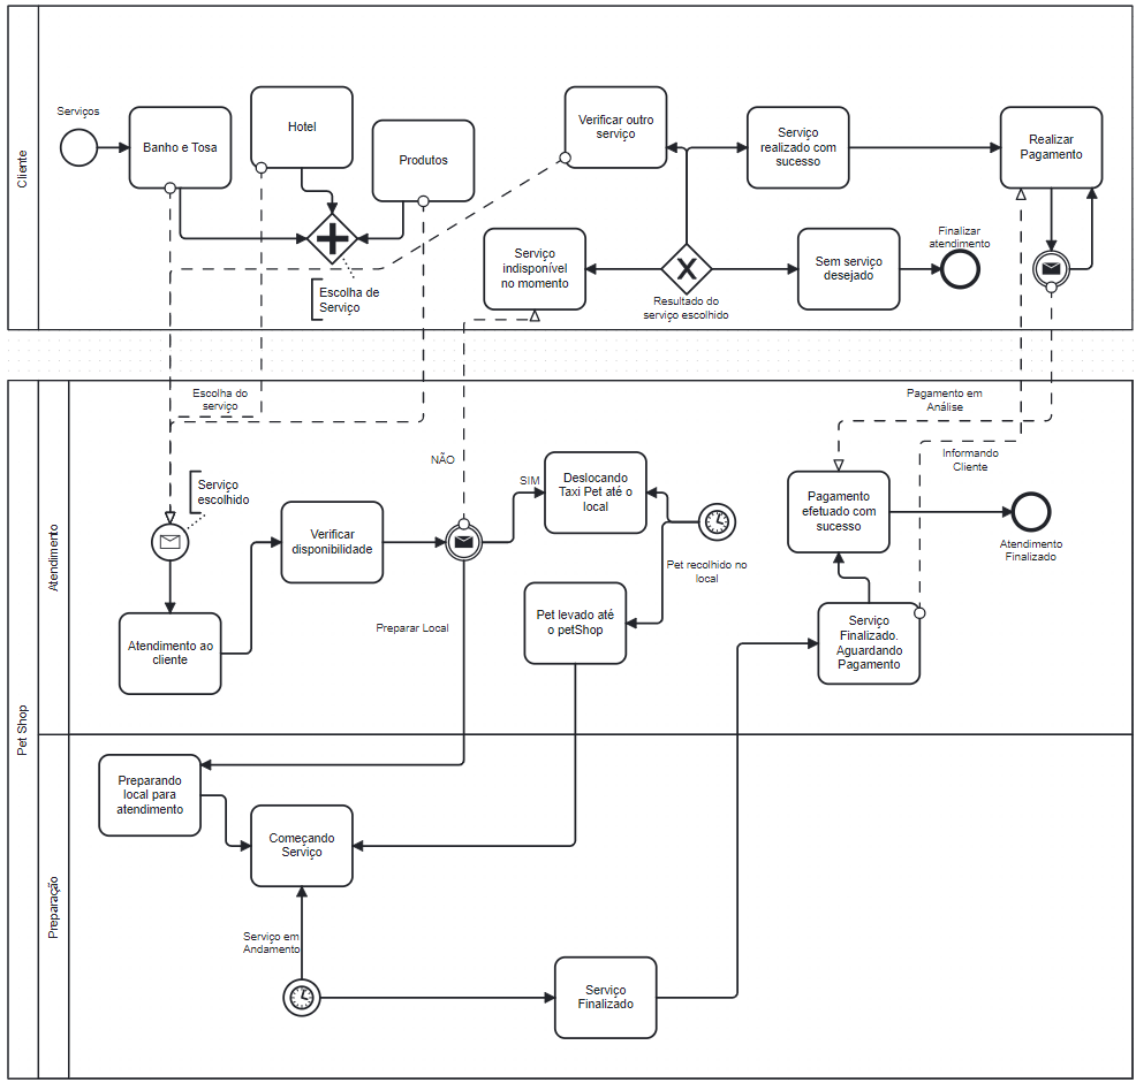 Cliente
Serviços
Banho e Tosa
Hotel
Produtos
Escolha de
Serviço
Verificar outro
serviço
Serviço
realizado com
sucesso
Realizar
Pagamento
Serviço
indisponível
no momento
Resultado do
serviço escolhido
Sem serviço
desejado
Finalizar
atendimento
Pet Shop
Atendimento
Escolha do
serviço
Serviço
escolhido
Atendimento ao
cliente
Verificar
disponibilidade
NÃO
SIM
Preparar Local
Deslocando
Taxi Pet até o
local
Pet recolhido no
local
Pet levado até
o petShop
Pagamento em
Análise
Informando
Cliente
Pagamento
efetuado com
sucesso
Atendimento
Finalizado
Serviço
Finalizado.
Aguardando
Pagamento
Preparação
Preparando
local para
atendimento
Começando
Serviço
Serviço em
Andamento
Serviço
Finalizado